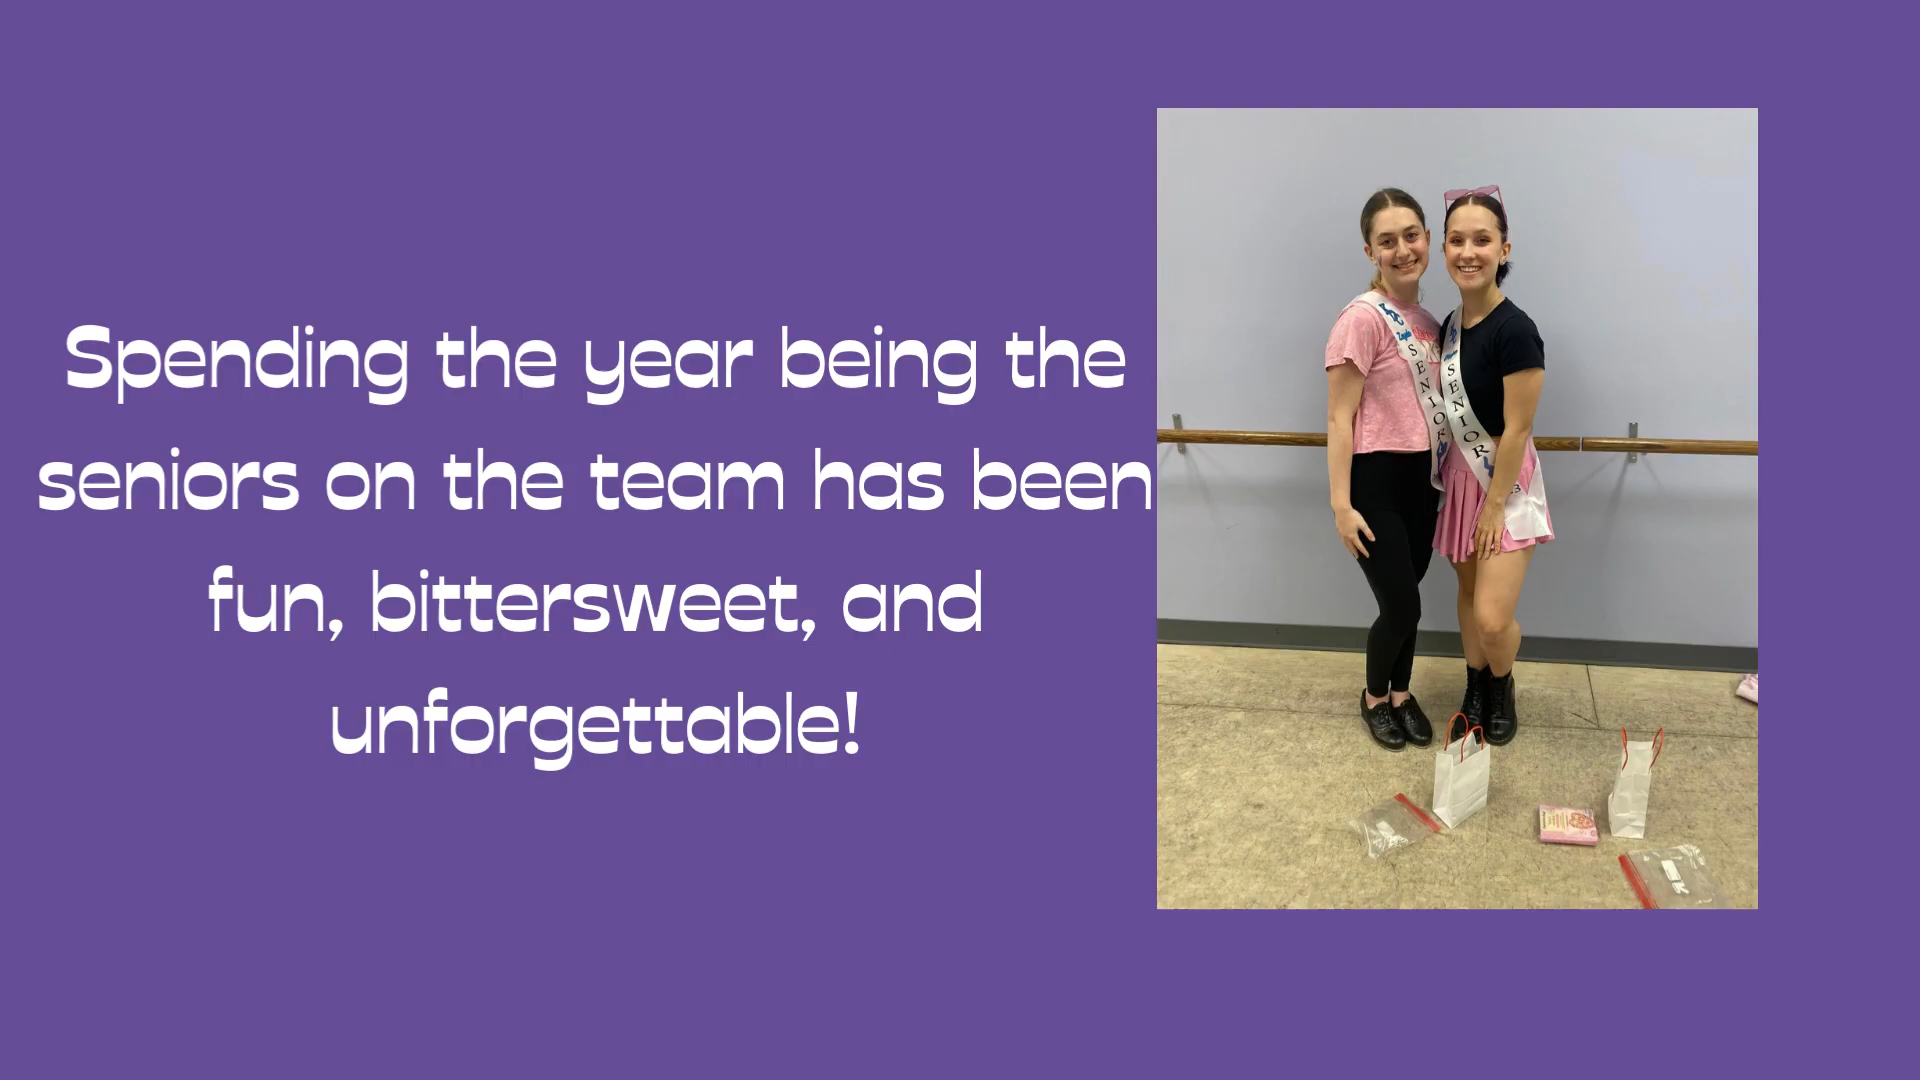 Spending the year being the
seniors on the team has been
fun, bittersweet, and
unforgettable!
SENIOR
SENIOR